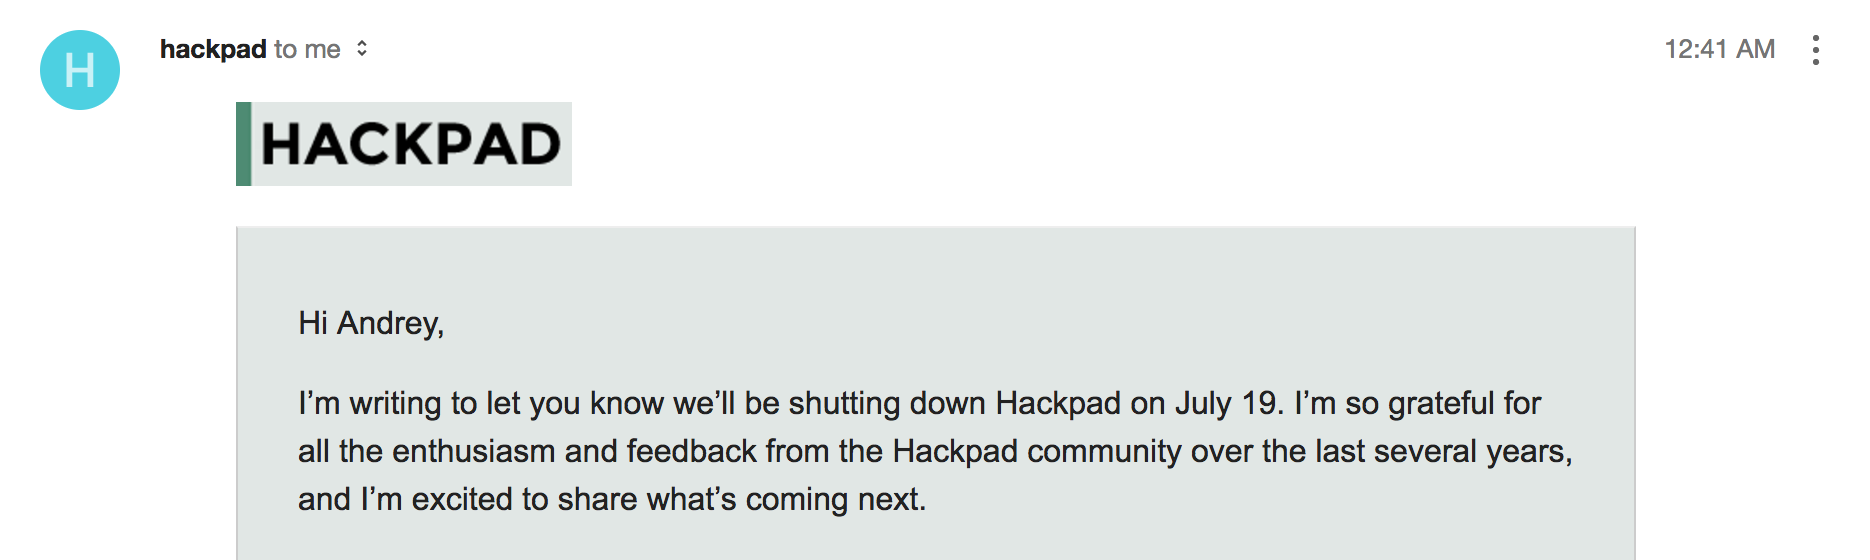 H
hackpad to me
12:41 AM
HACKPAD
Hi Andrey,
I’m writing to let you know we’ll be shutting down Hackpad on July 19. I’m so grateful for
all the enthusiasm and feedback from the Hackpad community over the last several years,
and I’m excited to share what’s coming next.